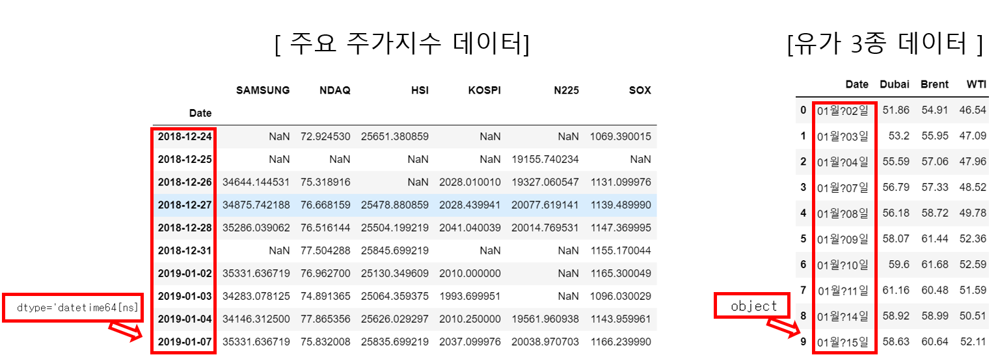 [ 주요 주가지수 데이터]
SAMSUNG NDAQ HSI KOSPI N225 SOX
Date
2018-12-24 NaN 72.924530 25651.380859 NaN NaN 1069.390015
2018-12-25 NaN NaN NaN NaN 19155.740234 NaN
2018-12-26 34644.144531 75.318916 NaN 2028.010010 19327.060547 1131.099976
2018-12-27 34875.742188 76.668159 25478.880859 2028.439941 20077.619141 1139.489990
2018-12-28 35286.039062 76.516144 25504.199219 2041.040039 20014.769531 1147.369995
2018-12-31 NaN 77.504288 25845.699219 NaN NaN 1155.170044
2019-01-02 35331.636719 76.962700 25130.349609 2010.000000 NaN 1165.300049
2019-01-03 34283.078125 74.891365 25064.359375 1993.699951 NaN 1096.030029
2019-01-04 34146.312500 77.865356 25626.029297 2010.250000 19561.960938 1143.959961
2019-01-07 35331.636719 75.832008 25835.699219 2037.099976 20038.970703 1166.239990
dtype='datetime64[ns]
[유가 3종 데이터 ]
Date Dubai Brent WTI
0 01월?02일 51.86 54.91 46.54
1 01월?03일 53.2 55.95 47.09
2 01월?04일 55.59 57.06 47.96
3 01월?07일 56.79 57.33 48.52
4 01월?08일 56.18 58.72 49.78
5 01월?09일 58.07 61.44 52.36
6 01월?10일 59.6 61.68 52.59
7 01월?11일 61.16 60.48 51.59
8 01월?14일 58.92 58.99 50.51
9 01월?15일 58.63 60.64 52.11
object